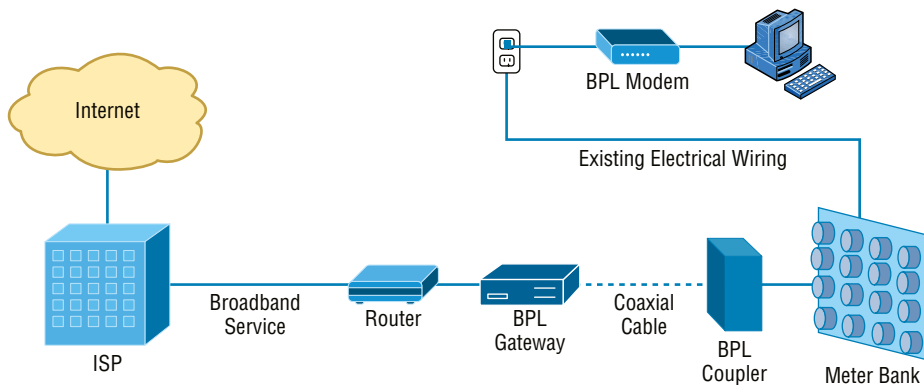 Internet
BPL Modem
Existing Electrical Wiring
Broadband
Service
Router
BPL
Gateway
Coaxial
Cable
ISP
BPL
Coupler
Meter Bank